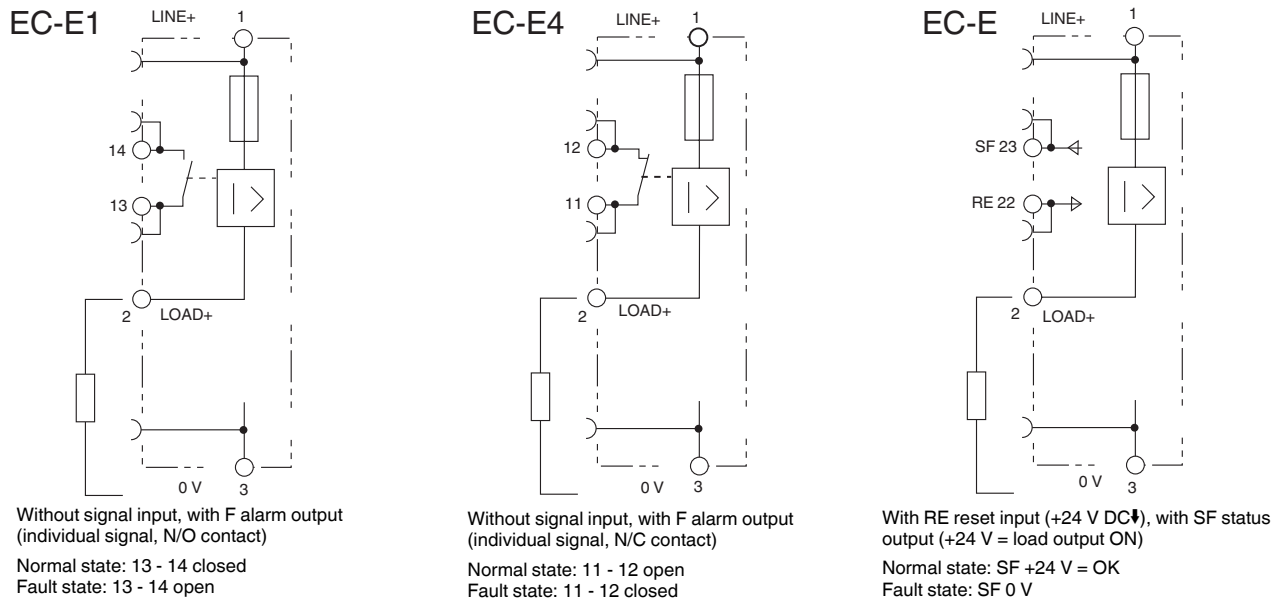 EC-E1
LINE+
1
14
13
2
LOAD+
0 V
3
Without signal input, with F alarm output
(individual signal, N/O contact)
Normal state: 13 - 14 closed
Fault state: 13 - 14 open
EC-E4
1
12
11
2
LOAD+
0 V
3
Without signal input, with F alarm output
(individual signal, N/C contact)
Normal state: 11 - 12 open
Fault state: 11 - 12 closed
EC-E
LINE+
1
SF 23
RE 22
2
LOAD+
0 V
3
With RE reset input (+24 V DC⬇), with SF status
output (+24 V = load output ON)
Normal state: SF +24 V = OK
Fault state: SF 0 V